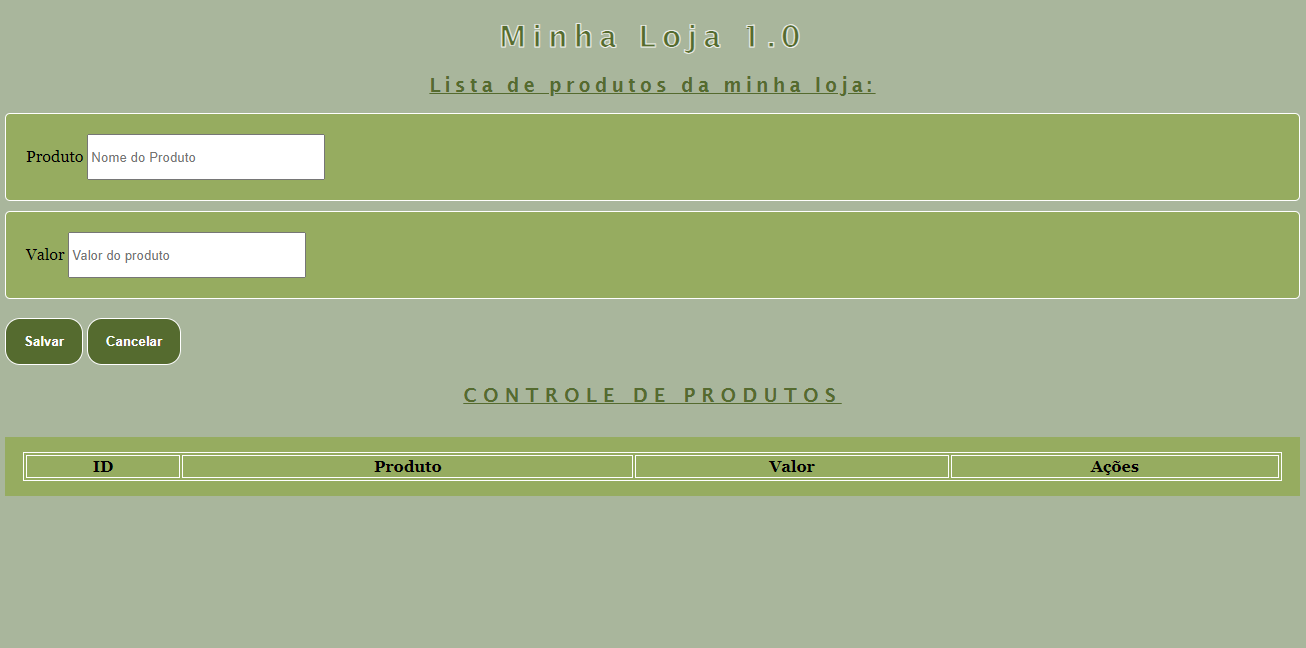 Minha Loja 1.0
Lista de produtos da minha loja:
Produto Nome do Produto
Valor Valor do produto
Salvar Cancelar
CONTROLE DE PRODUTOS
ID Produto Valor Ações